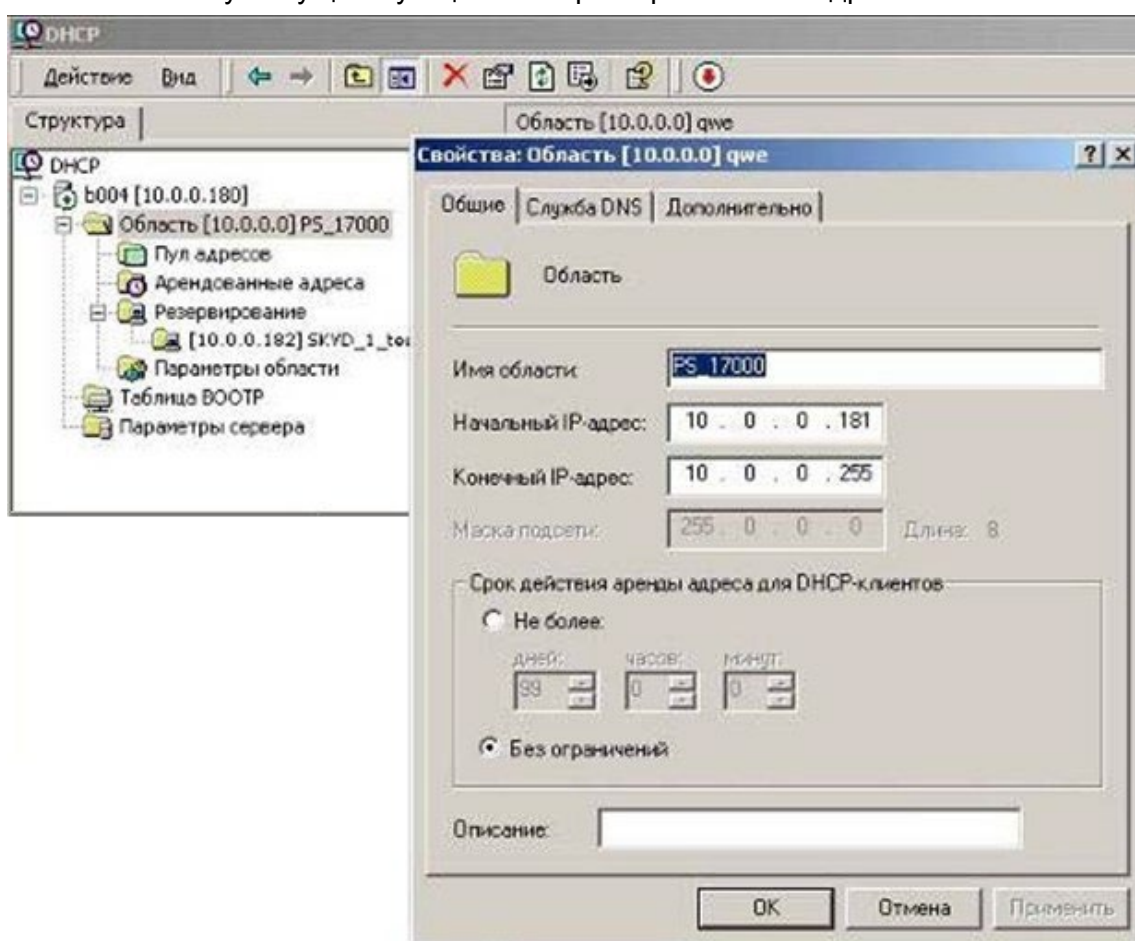 DHCP
Действие Вид
Структура
Область [10.0.0.0] qwe
DHCP
b004 [10.0.0.180]
Область [10.0.0.0] PS_17000
Пул адресов
Арендованные адреса
Резервирование
[10.0.0.182] SKYD_1_
Параметры области
Таблица BOOTP
Параметры сервера
Свойства: Область [10.0.0.0] qwe
Общие Служба DNS Дополнительно
Область
Имя области: PS_17000
Начальный IP-адрес: 10 . 0 . 0 . 181
Конечный IP-адрес: 10 . 0 . 0 . 255
Маска подсети: 255 . 0 . 0 . 0 Длина: 8
Срок действия аренды адреса для DHCP-клиентов
Не более:
дней: часов: минут:
99 0 0
Без ограничений
Описание:
OK Отмена Применить